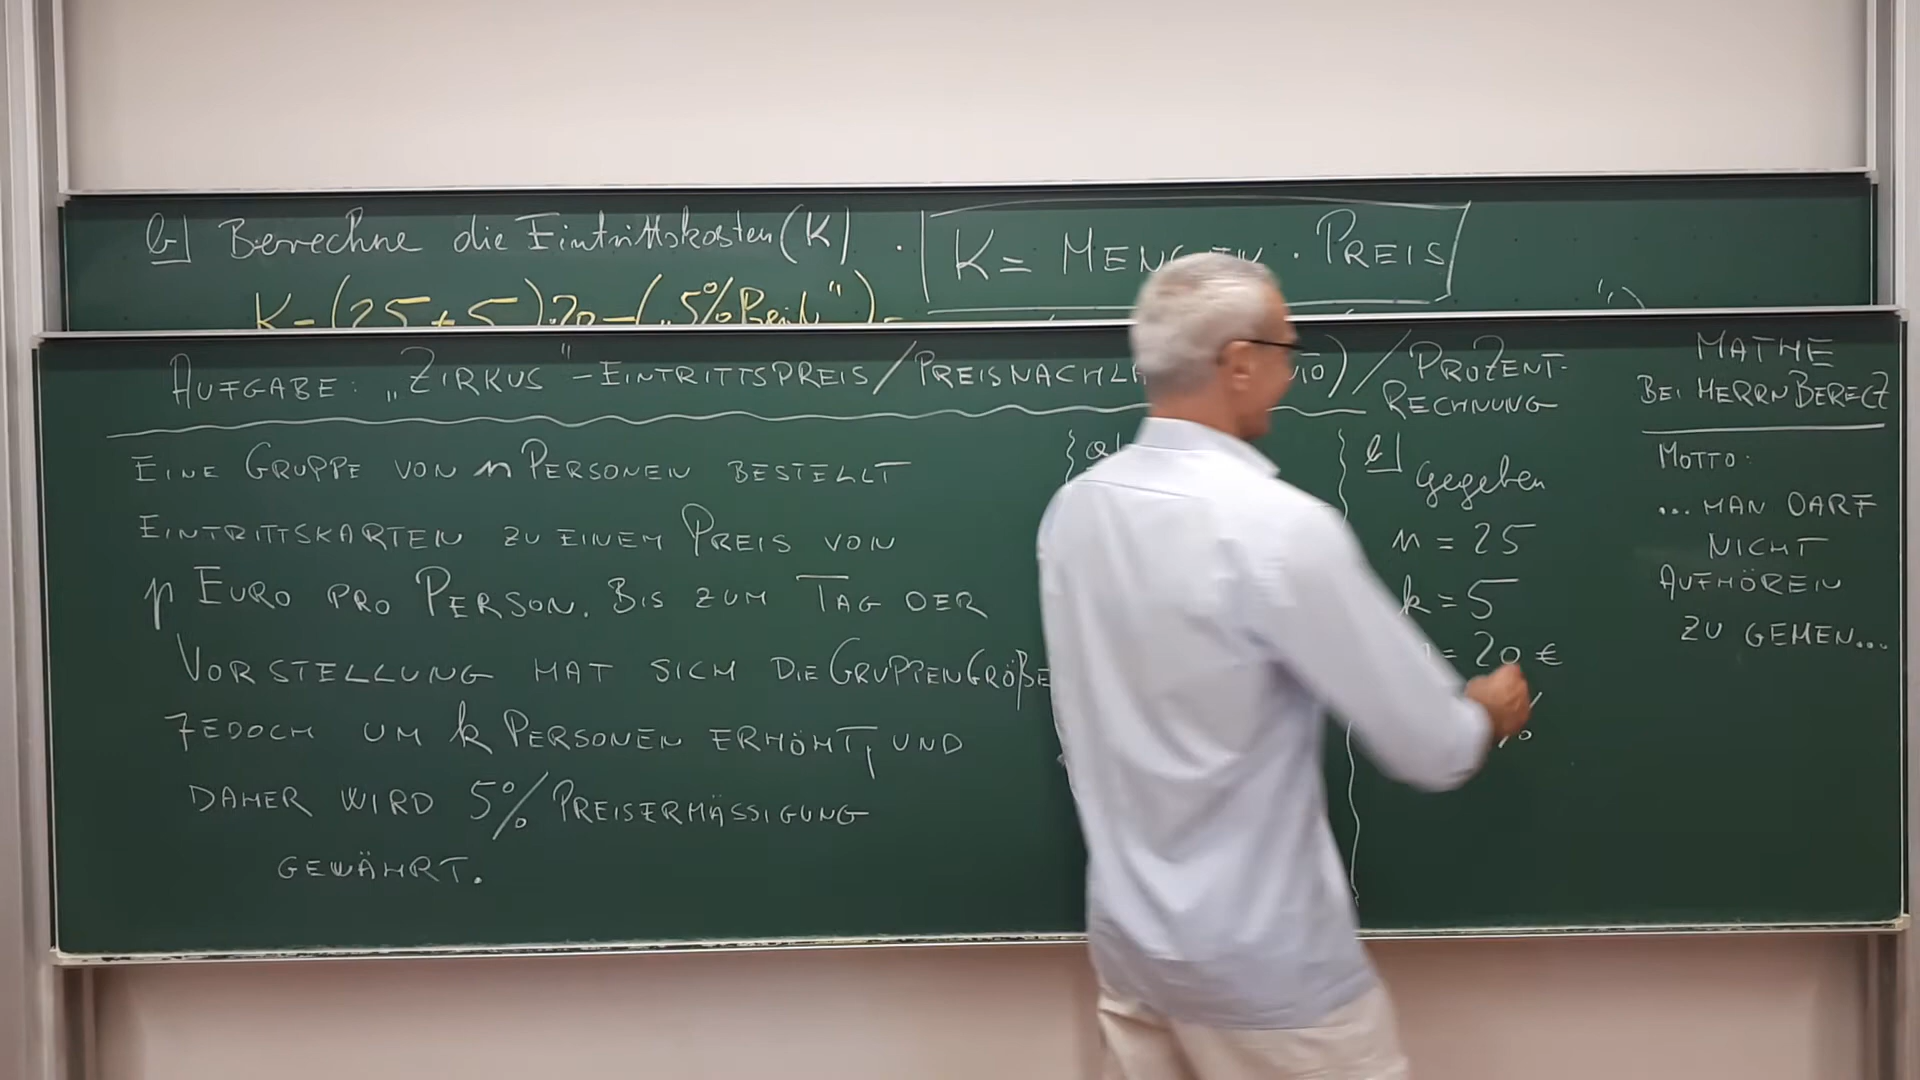 b) Berechne die Eintrittskosten (K)
K = MENGEN · PREIS
K = (25 + 5) · 20 - („5% Beitr.") =
AUFGABE: „ZIRKUS" - EINTRITTSPREIS / / PROZENT-
RECHNUNG
EINE GRUPPE VON n PERSONEN BESTELLT
EINTRITTSKARTEN ZU EINEM PREIS VON
p EURO PRO PERSON. BIS ZUM TAG DER
VORSTELLUNG HAT SICH DIE GRUPPENGRÖßE
JEDOCH UM k PERSONEN ERHÖHT, UND
DAHER WIRD 5% PREISERMÄSSIGUNG
GEWÄHRT.
a)
b) gegeben
n = 25
k = 5
= 20 €
%
MATHE
BEI HERRN BERECZ
MOTTO:
... MAN DARF
NICHT
AUFHÖREN
ZU GEHEN...